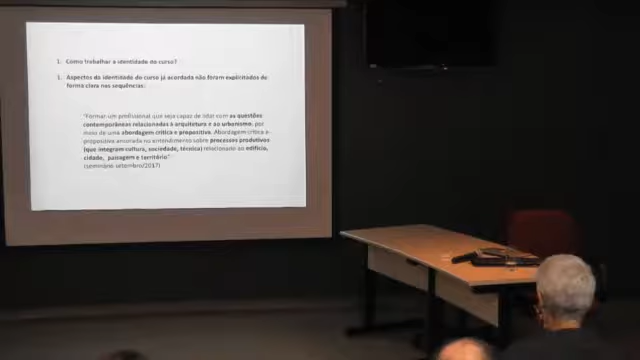 1. Como trabalhar a identidade do curso?
1. Aspectos da identidade do curso já acordada não foram explicitados de
forma clara nas sequências:
"Formar um profissional que seja capaz de lidar com as questões
contemporâneas relacionadas à arquitetura e ao urbanismo, por
meio de uma abordagem crítica e propositiva. Abordagem crítica e
propositiva ancorada no entendimento sobre processos produtivos
(que integram cultura, sociedade, técnica) relacionado ao edifício,
cidade, paisagem e território"
(seminário setembro/2017)